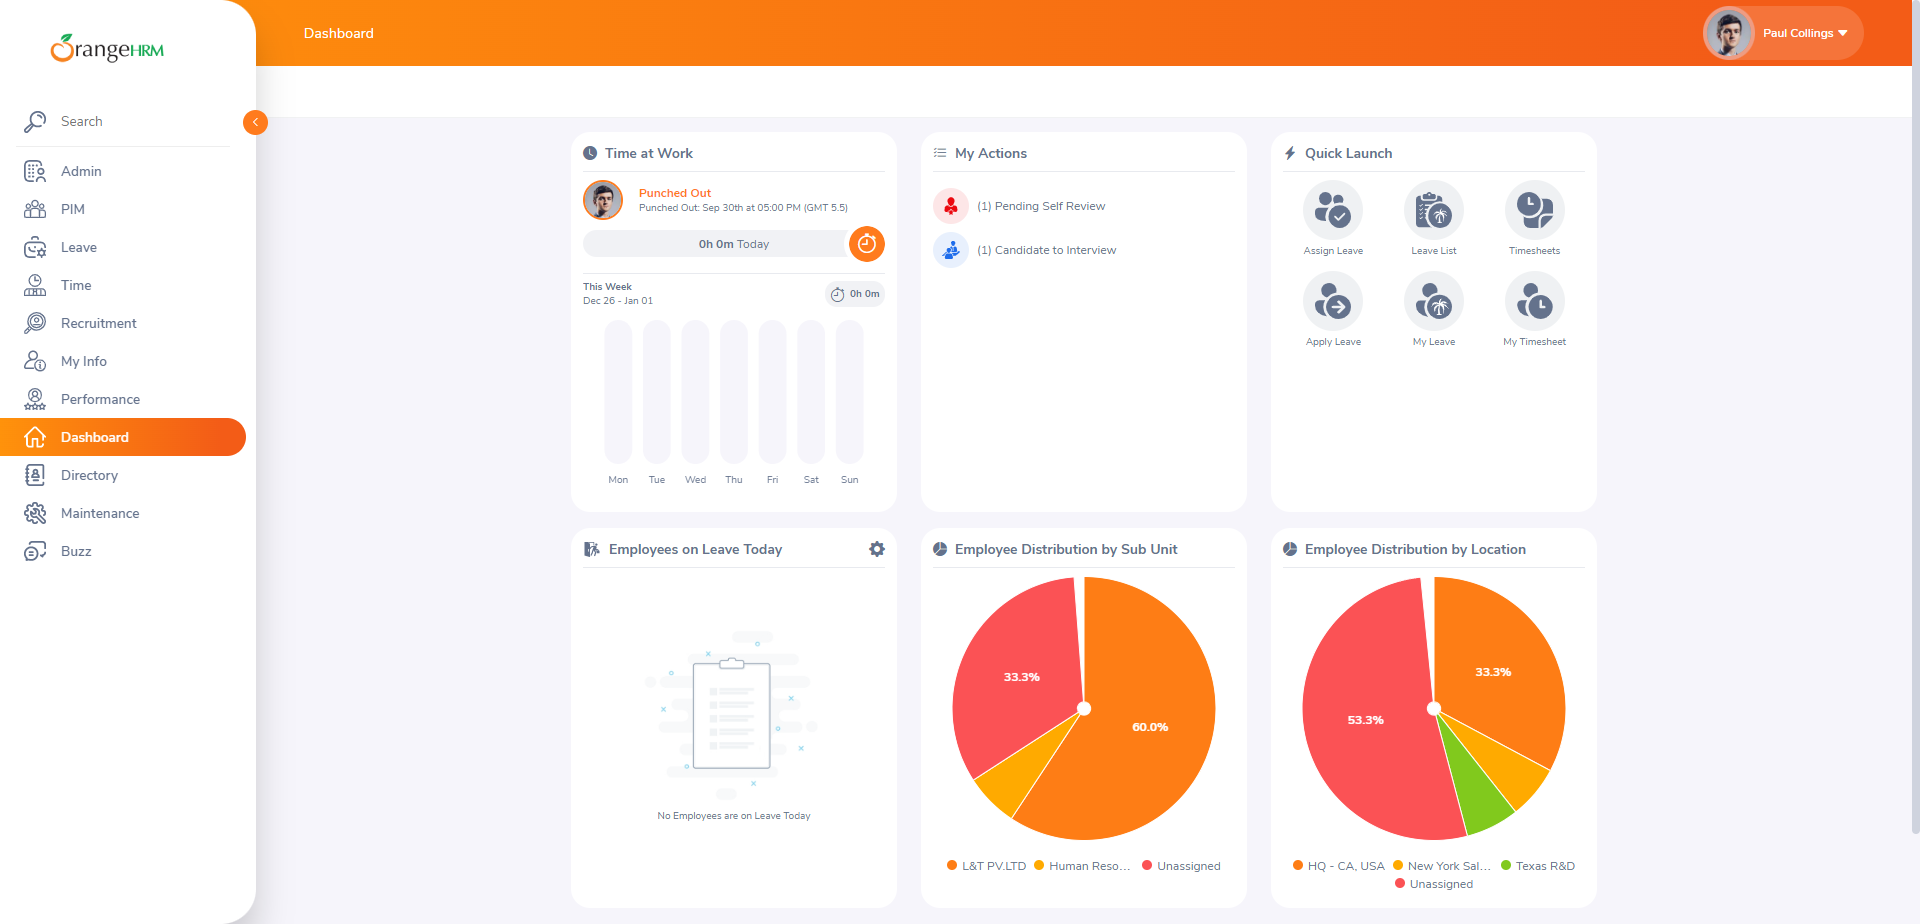 OrangeHRM
Dashboard
Paul Collings
Search
Admin
PIM
Leave
Time
Recruitment
My Info
Performance
Dashboard
Directory
Maintenance
Buzz
Time at Work
Punched Out
Punched Out: Sep 30th at 05:00 PM (GMT 5.5)
0h 0m Today
This Week
Dec 26 - Jan 01
0h 0m
Mon Tue Wed Thu Fri Sat Sun
My Actions
(1) Pending Self Review
(1) Candidate to Interview
Quick Launch
Assign Leave Leave List Timesheets
Apply Leave My Leave My Timesheet
Employees on Leave Today
No Employees are on Leave Today
Employee Distribution by Sub Unit
33.3%
60.0%
L&T PV.LTD Human Reso... Unassigned
Employee Distribution by Location
33.3%
53.3%
HQ - CA, USA New York Sal... Texas R&D
Unassigned